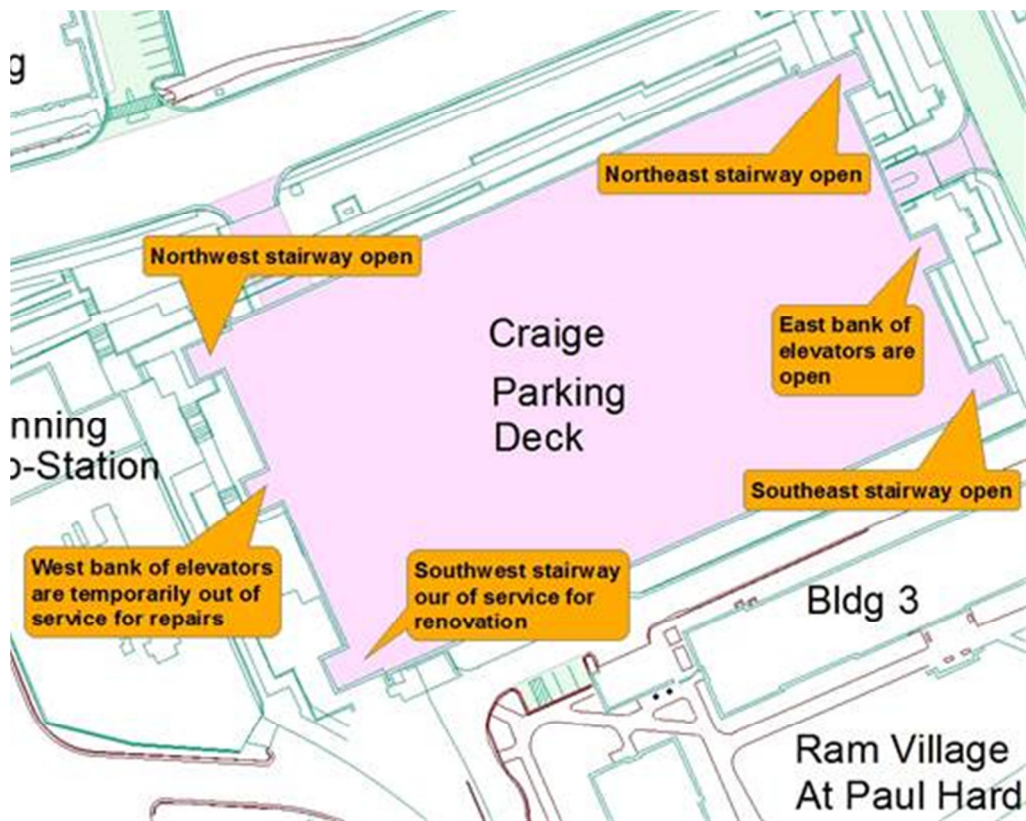 g
Northeast stairway open
Northwest stairway open
East bank of
elevators are
open
Craige
Parking
Deck
nning
o-Station
Southeast stairway open
West bank of elevators
are temporarily out of
service for repairs
Southwest stairway
our of service for
renovation
Bldg 3
Ram Village
At Paul Hard